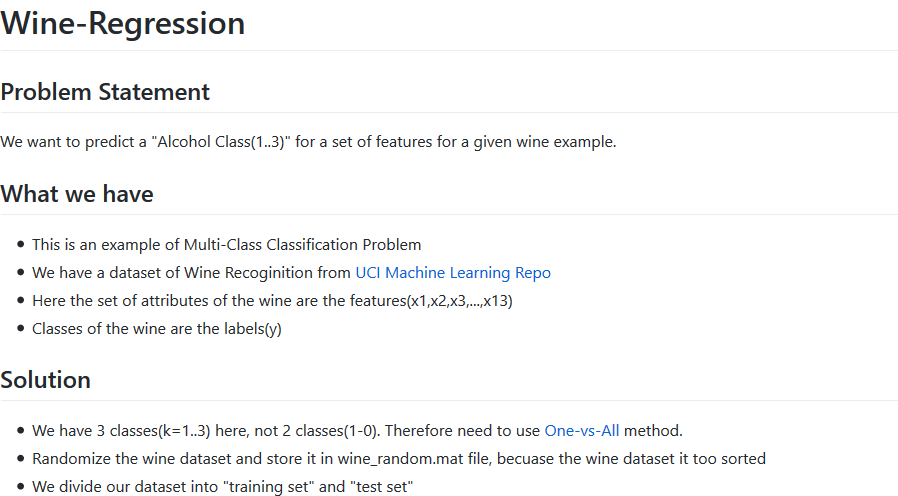 Wine-Regression
Problem Statement
We want to predict a "Alcohol Class(1..3)" for a set of features for a given wine example.
What we have
This is an example of Multi-Class Classification Problem
We have a dataset of Wine Recoginition from UCI Machine Learning Repo
Here the set of attributes of the wine are the features(x1,x2,x3,...,x13)
Classes of the wine are the labels(y)
Solution
We have 3 classes(k=1..3) here, not 2 classes(1-0). Therefore need to use One-vs-All method.
Randomize the wine dataset and store it in wine_random.mat file, becuase the wine dataset it too sorted
We divide our dataset into "training set" and "test set"